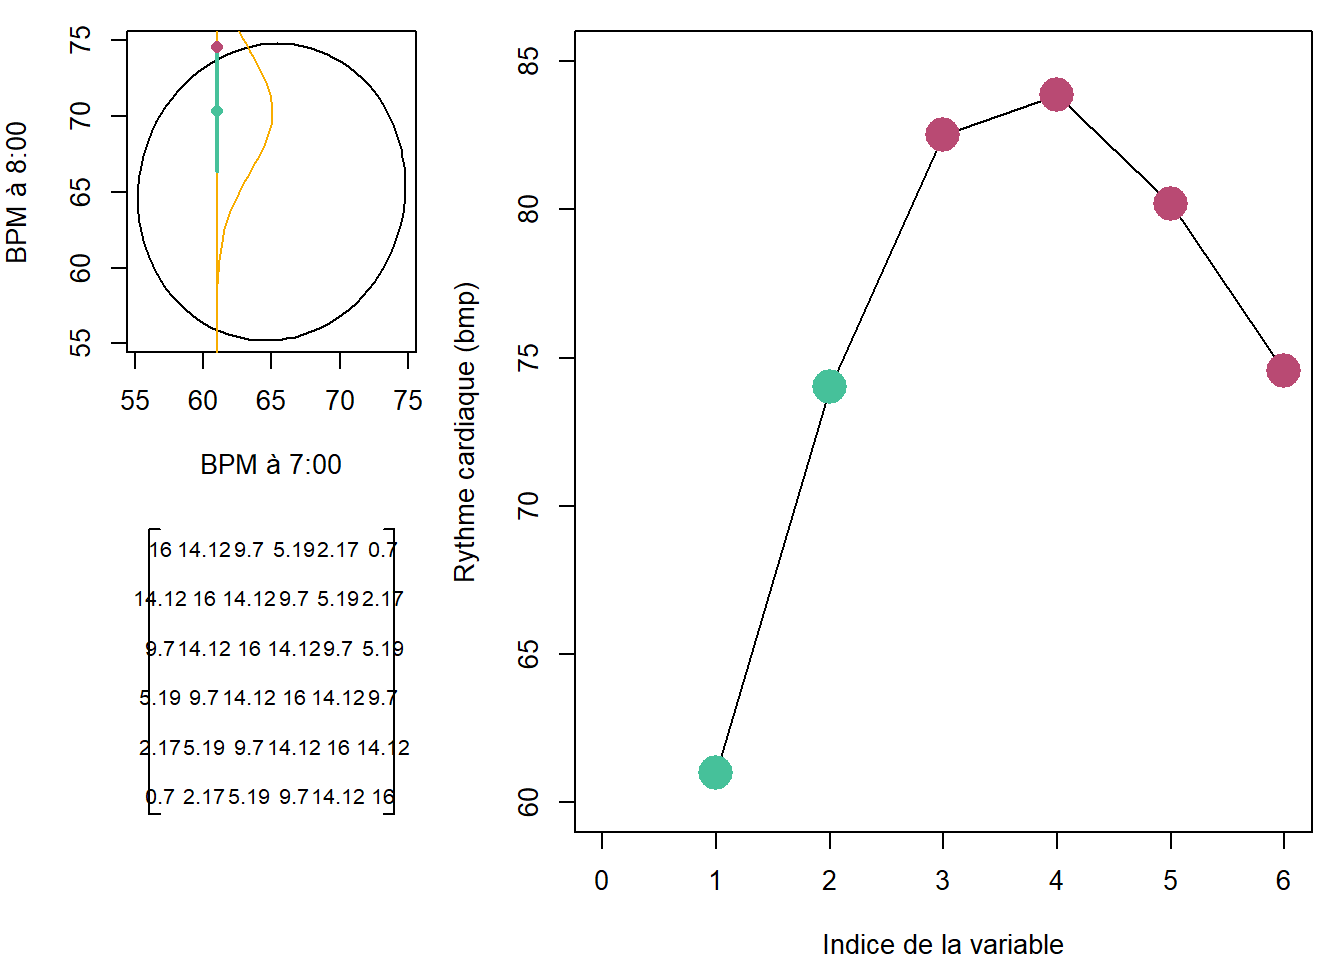 75
70
65
60
55
BPM à 8:00
55 60 65 70 75
BPM à 7:00
16 14.12 9.7 5.19 2.17 0.7
14.12 16 14.12 9.7 5.19 2.17
9.7 14.12 16 14.12 9.7 5.19
5.19 9.7 14.12 16 14.12 9.7
2.17 5.19 9.7 14.12 16 14.12
0.7 2.17 5.19 9.7 14.12 16
85
80
75
70
65
60
Rythme cardiaque (bmp)
0 1 2 3 4 5 6
Indice de la variable